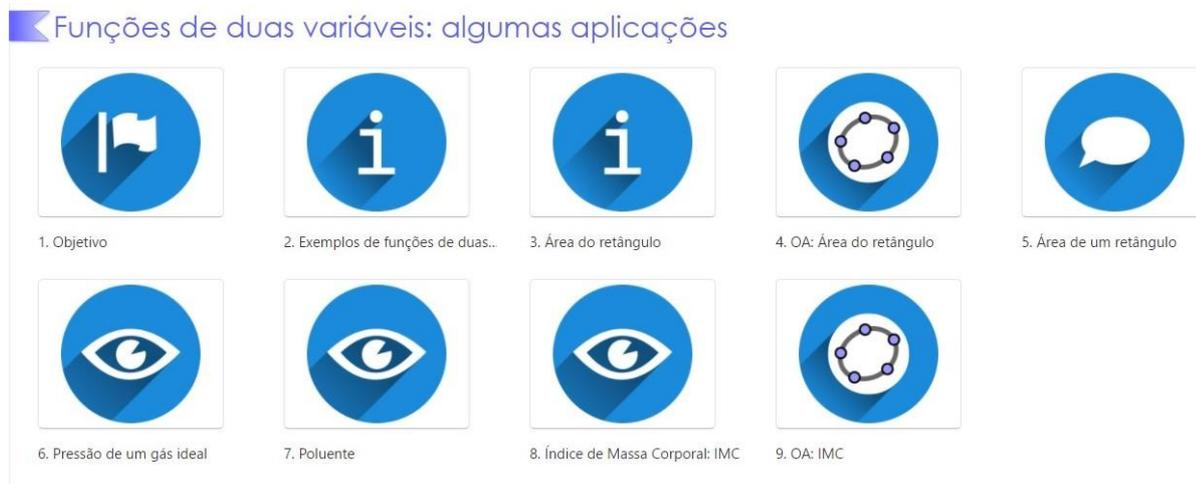 Funções de duas variáveis: algumas aplicações
1. Objetivo
2. Exemplos de funções de duas...
3. Área do retângulo
4. OA: Área do retângulo
5. Área de um retângulo
6. Pressão de um gás ideal
7. Poluente
8. Índice de Massa Corporal: IMC
9. OA: IMC